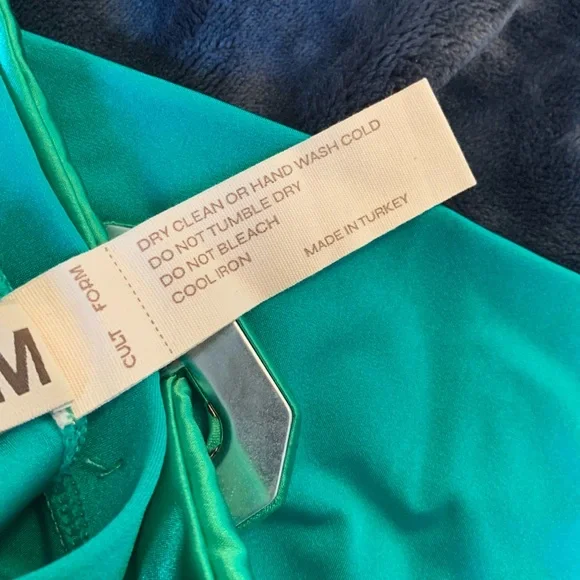 M
CULT FORM
DRY CLEAN OR HAND WASH COLD
DO NOT TUMBLE DRY
DO NOT BLEACH
COOL IRON MADE IN TURKEY